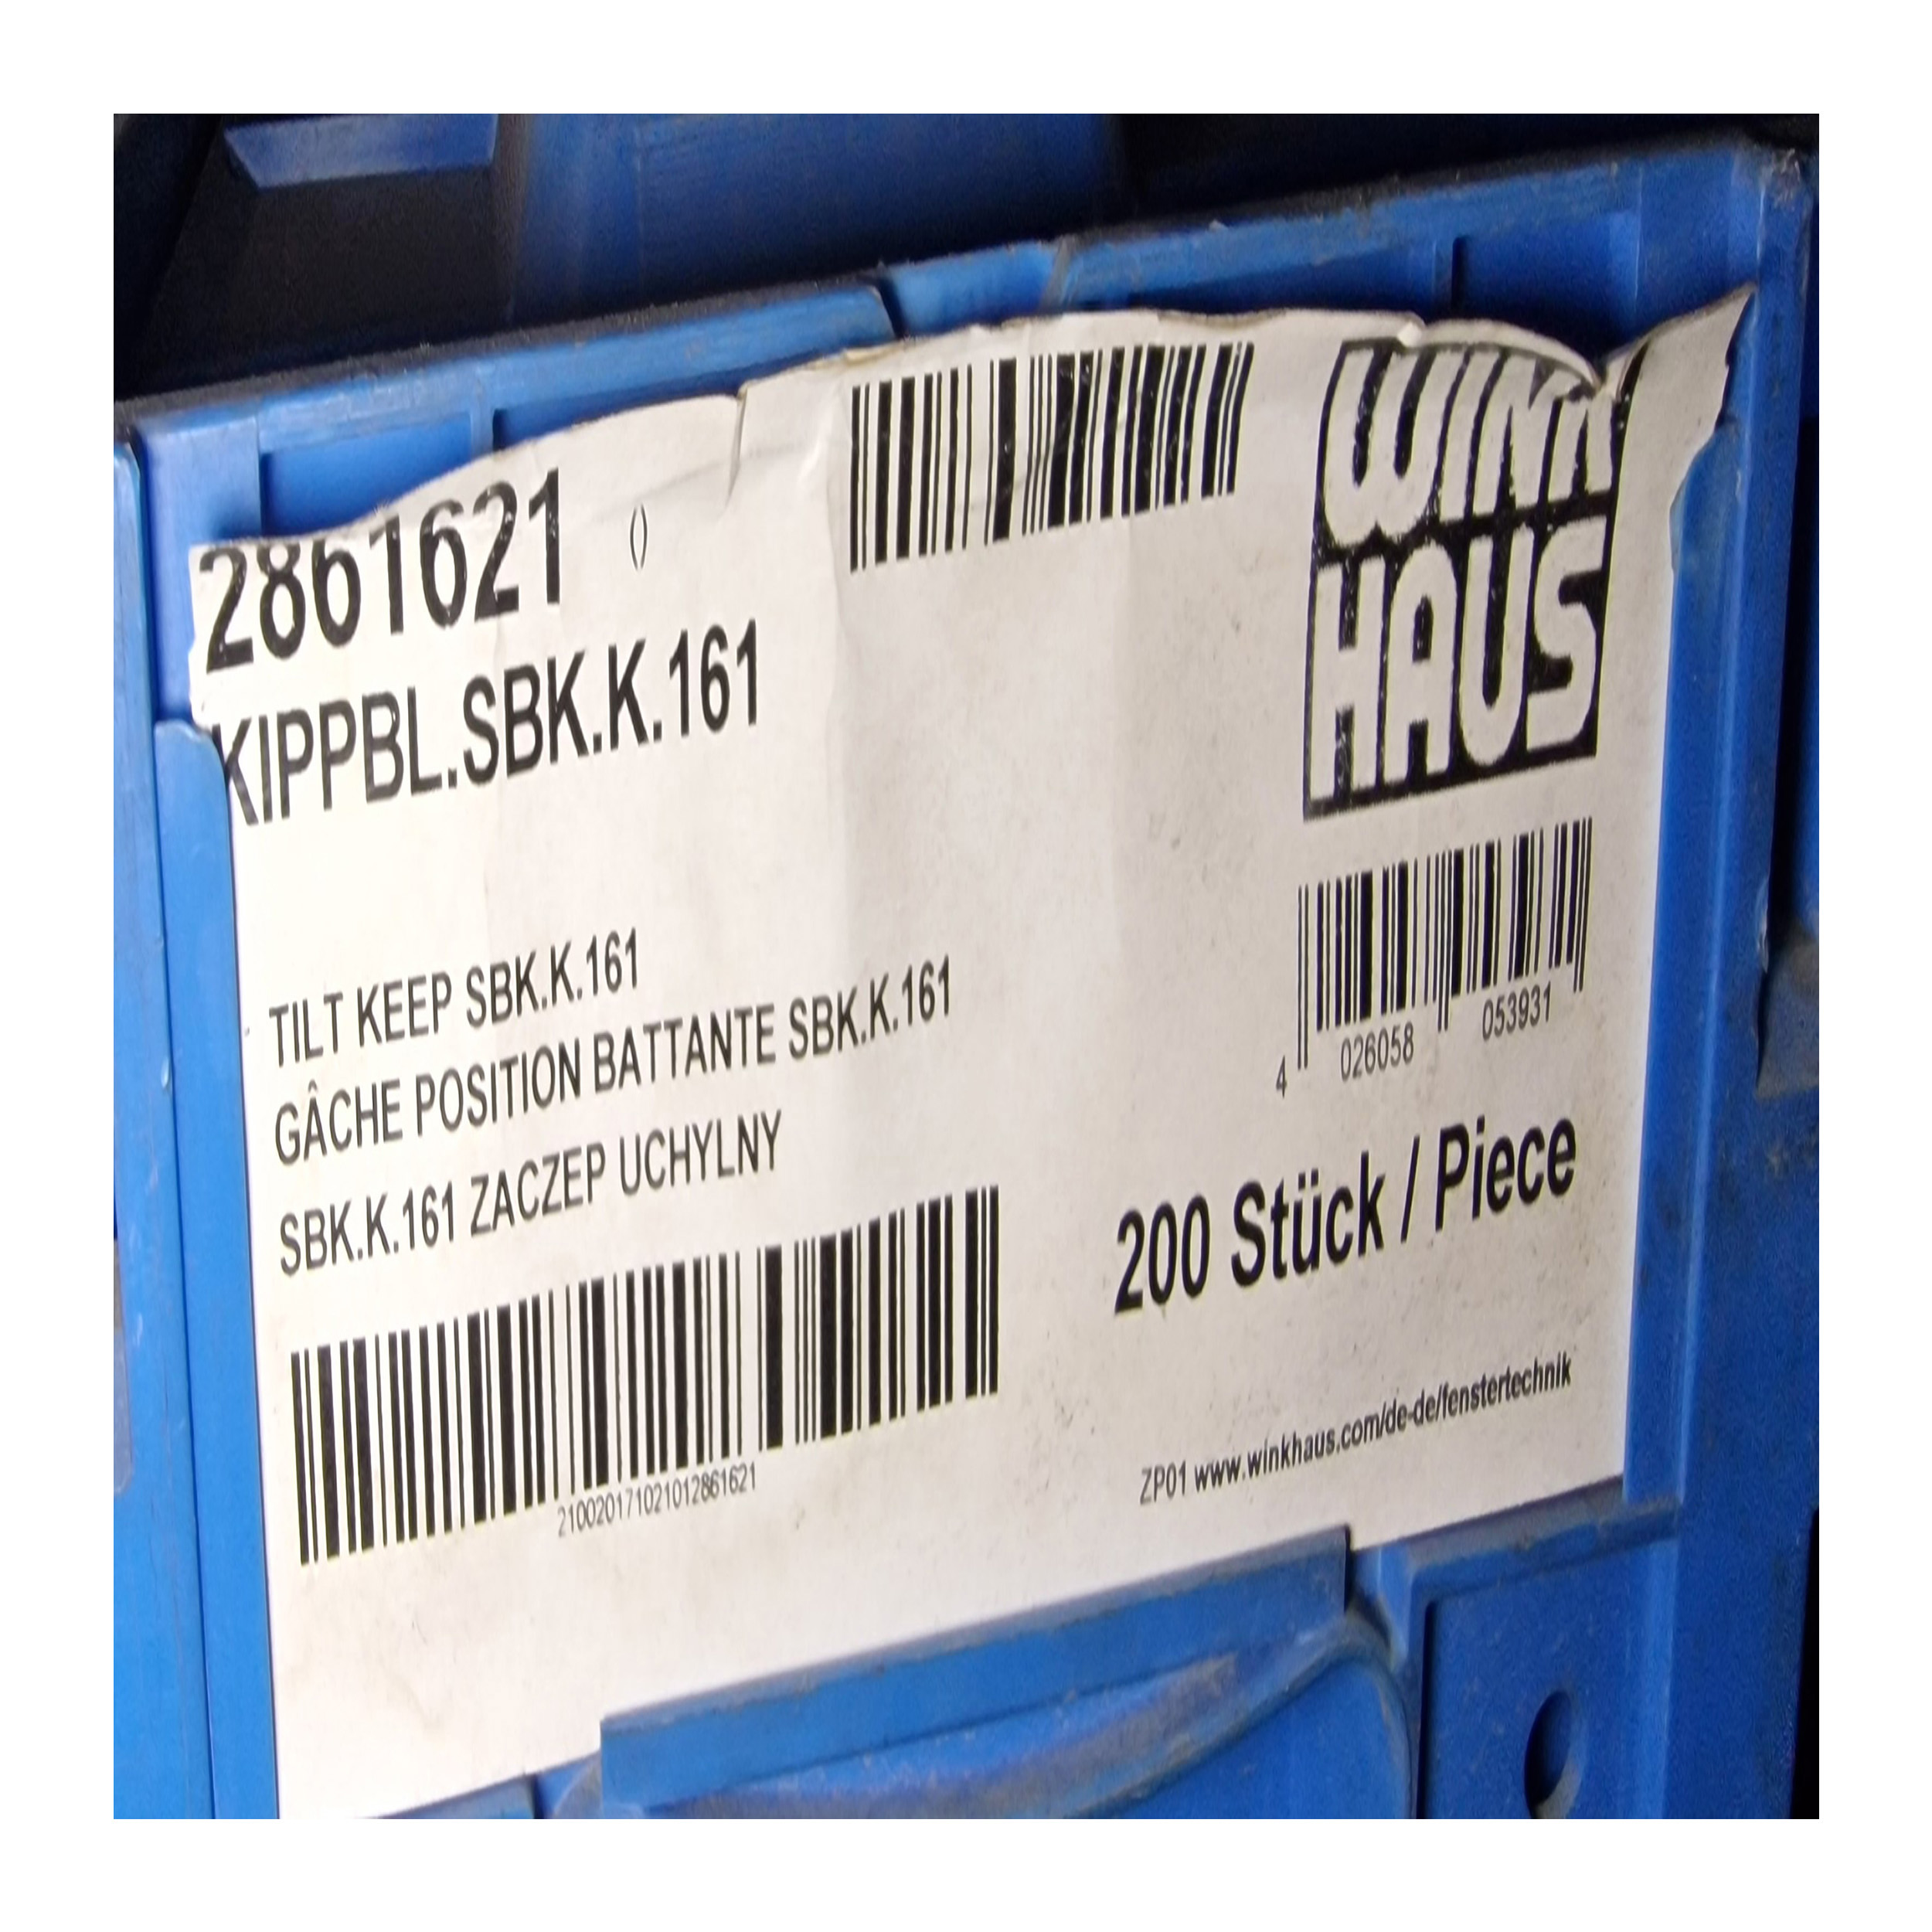 2861621 ()
KIPPBL.SBK.K.161
WINK
HAUS
TILT KEEP SBK.K.161
GÂCHE POSITION BATTANTE SBK.K.161
SBK.K.161 ZACZEP UCHYLNY
4 026058 053931
200 Stück / Piece
210020171021012861621
ZP01 www.winkhaus.com/de-de/fenstertechnik